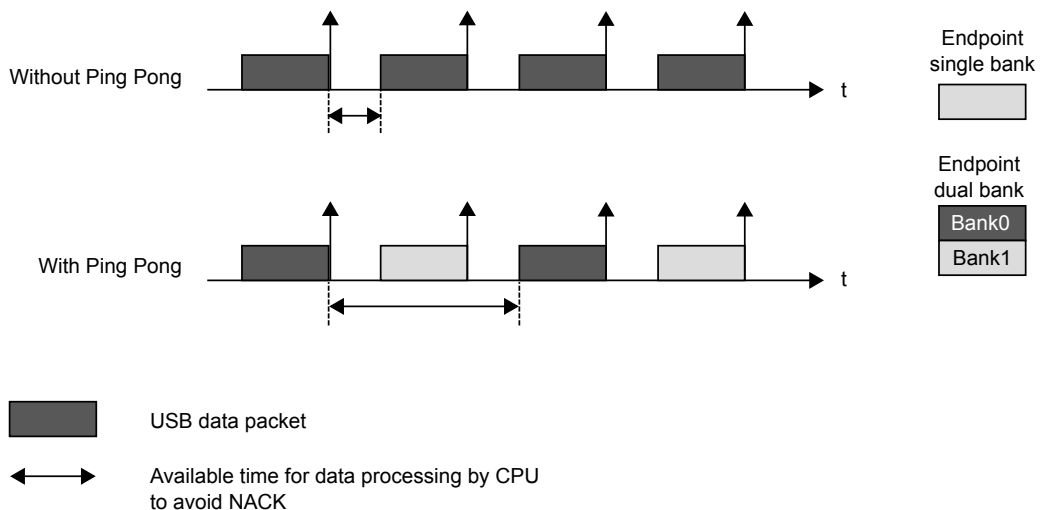 Without Ping Pong
t
Endpoint
single bank
Endpoint
dual bank
Bank0
Bank1
With Ping Pong
t
USB data packet
Available time for data processing by CPU
to avoid NACK